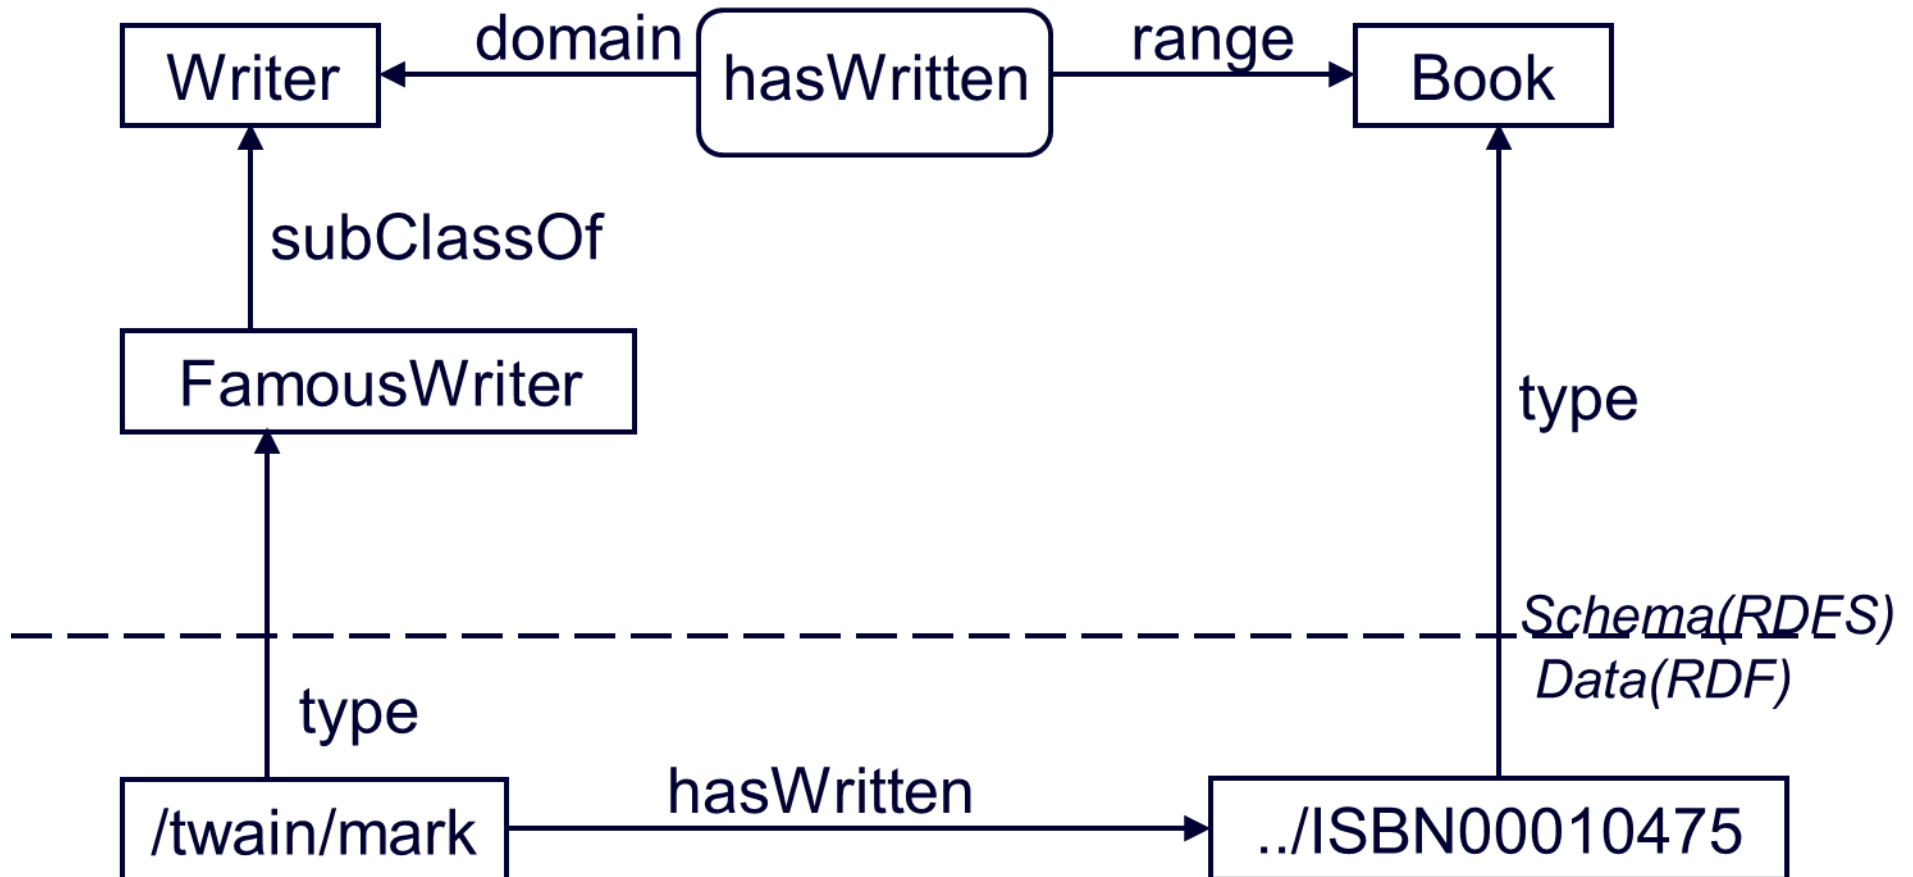 Writer
domain
hasWritten
range
Book
subClassOf
FamousWriter
type
Schema(RDFS)
Data(RDF)
type
hasWritten
/twain/mark
../ISBN00010475